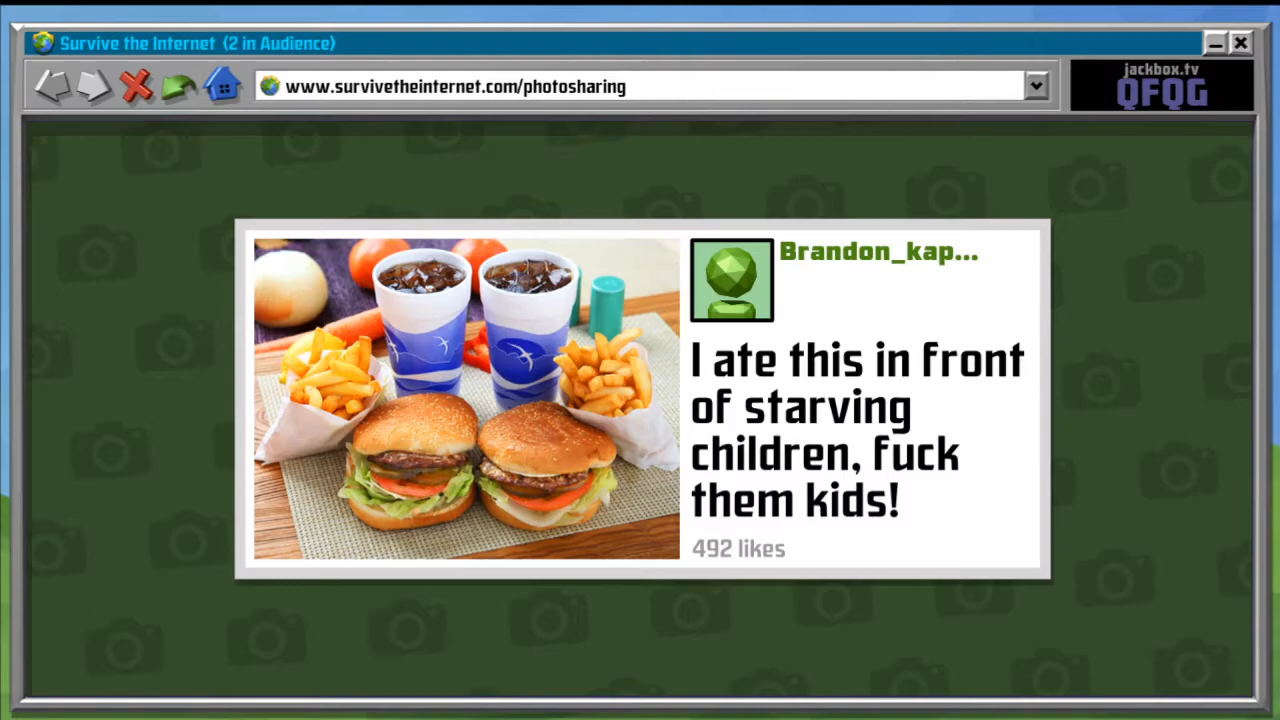 Survive the Internet (2 in Audience)
www.survivetheinternet.com/photosharing
jackbox.tv
QFQG
Brandon_kap...
I ate this in front
of starving
children, fuck
them kids!
492 likes